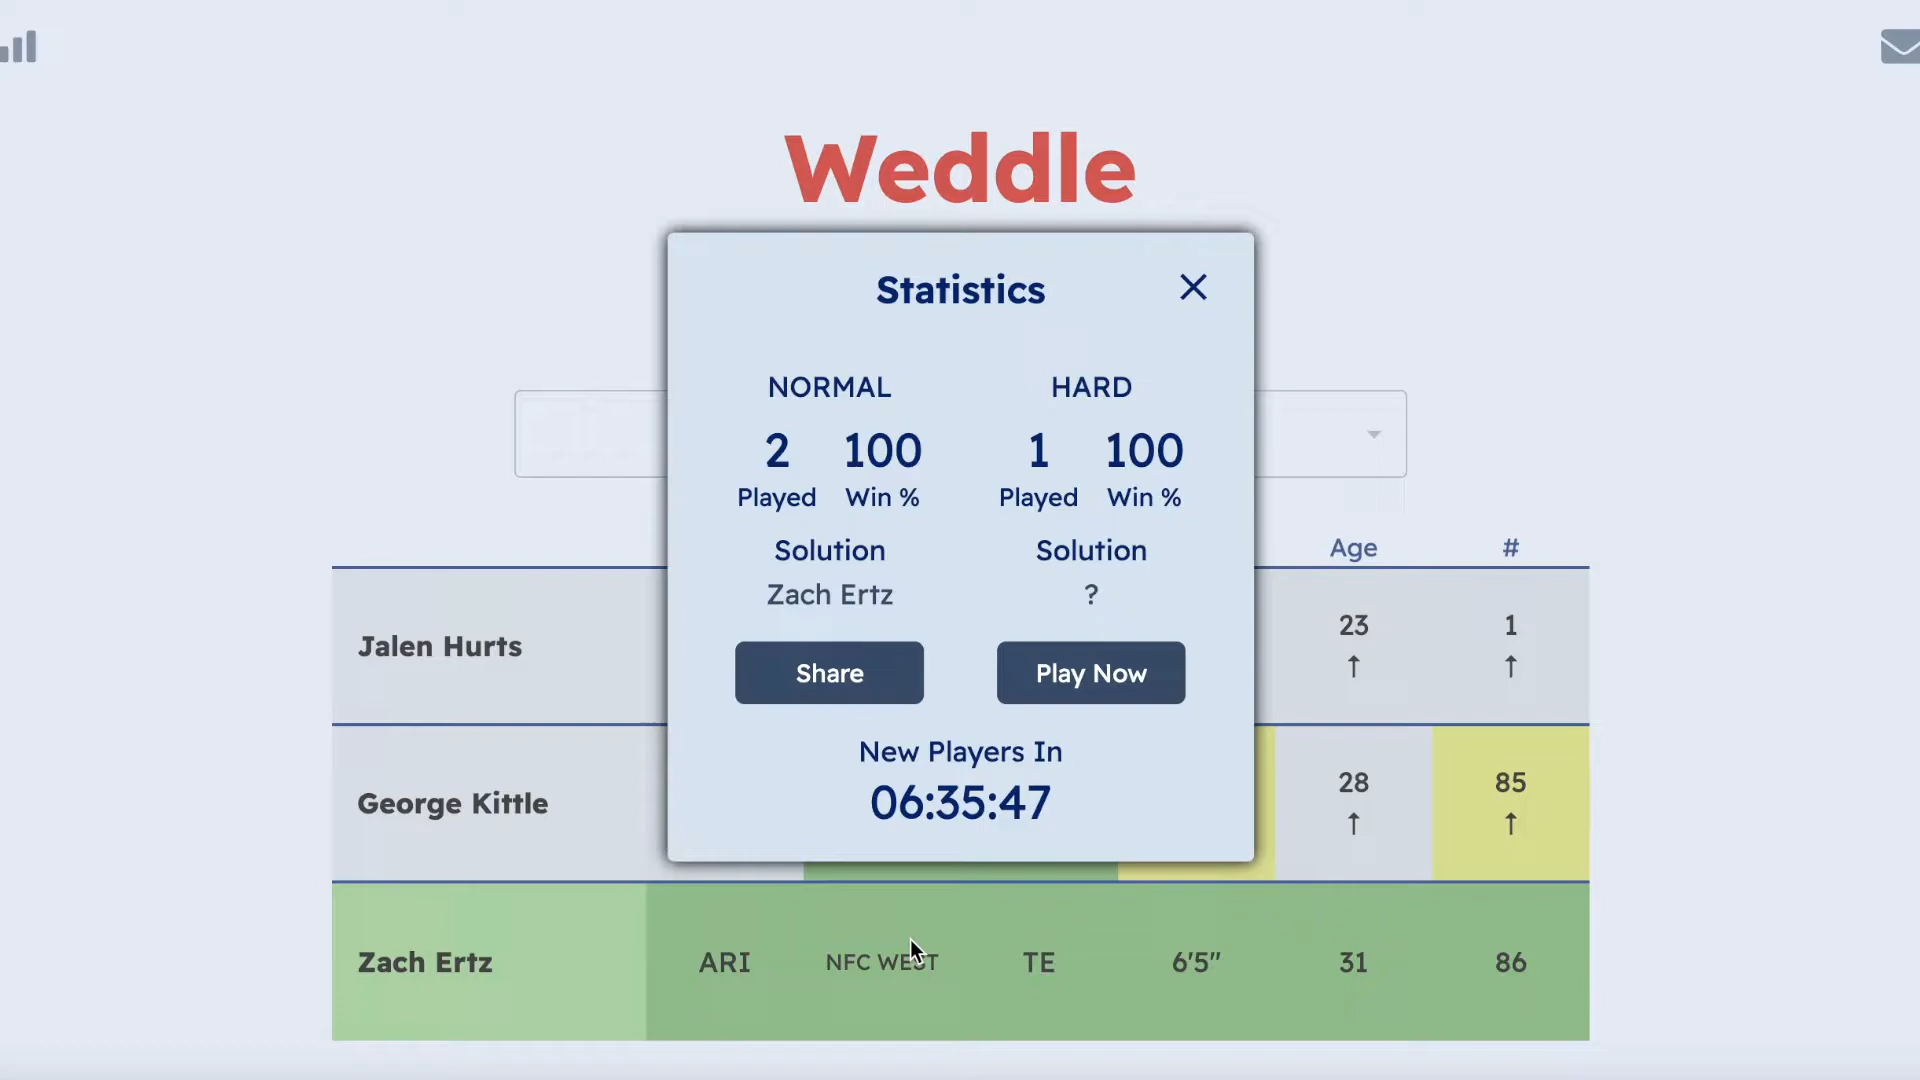 Weddle
Statistics
NORMAL HARD
2 100 1 100
Played Win % Played Win %
Solution Solution
Zach Ertz ?
Share Play Now
New Players In
06:35:47
Age #
Jalen Hurts 23 1
↑ ↑
George Kittle 28 85
↑ ↑
Zach Ertz ARI NFC WEST TE 6'5" 31 86